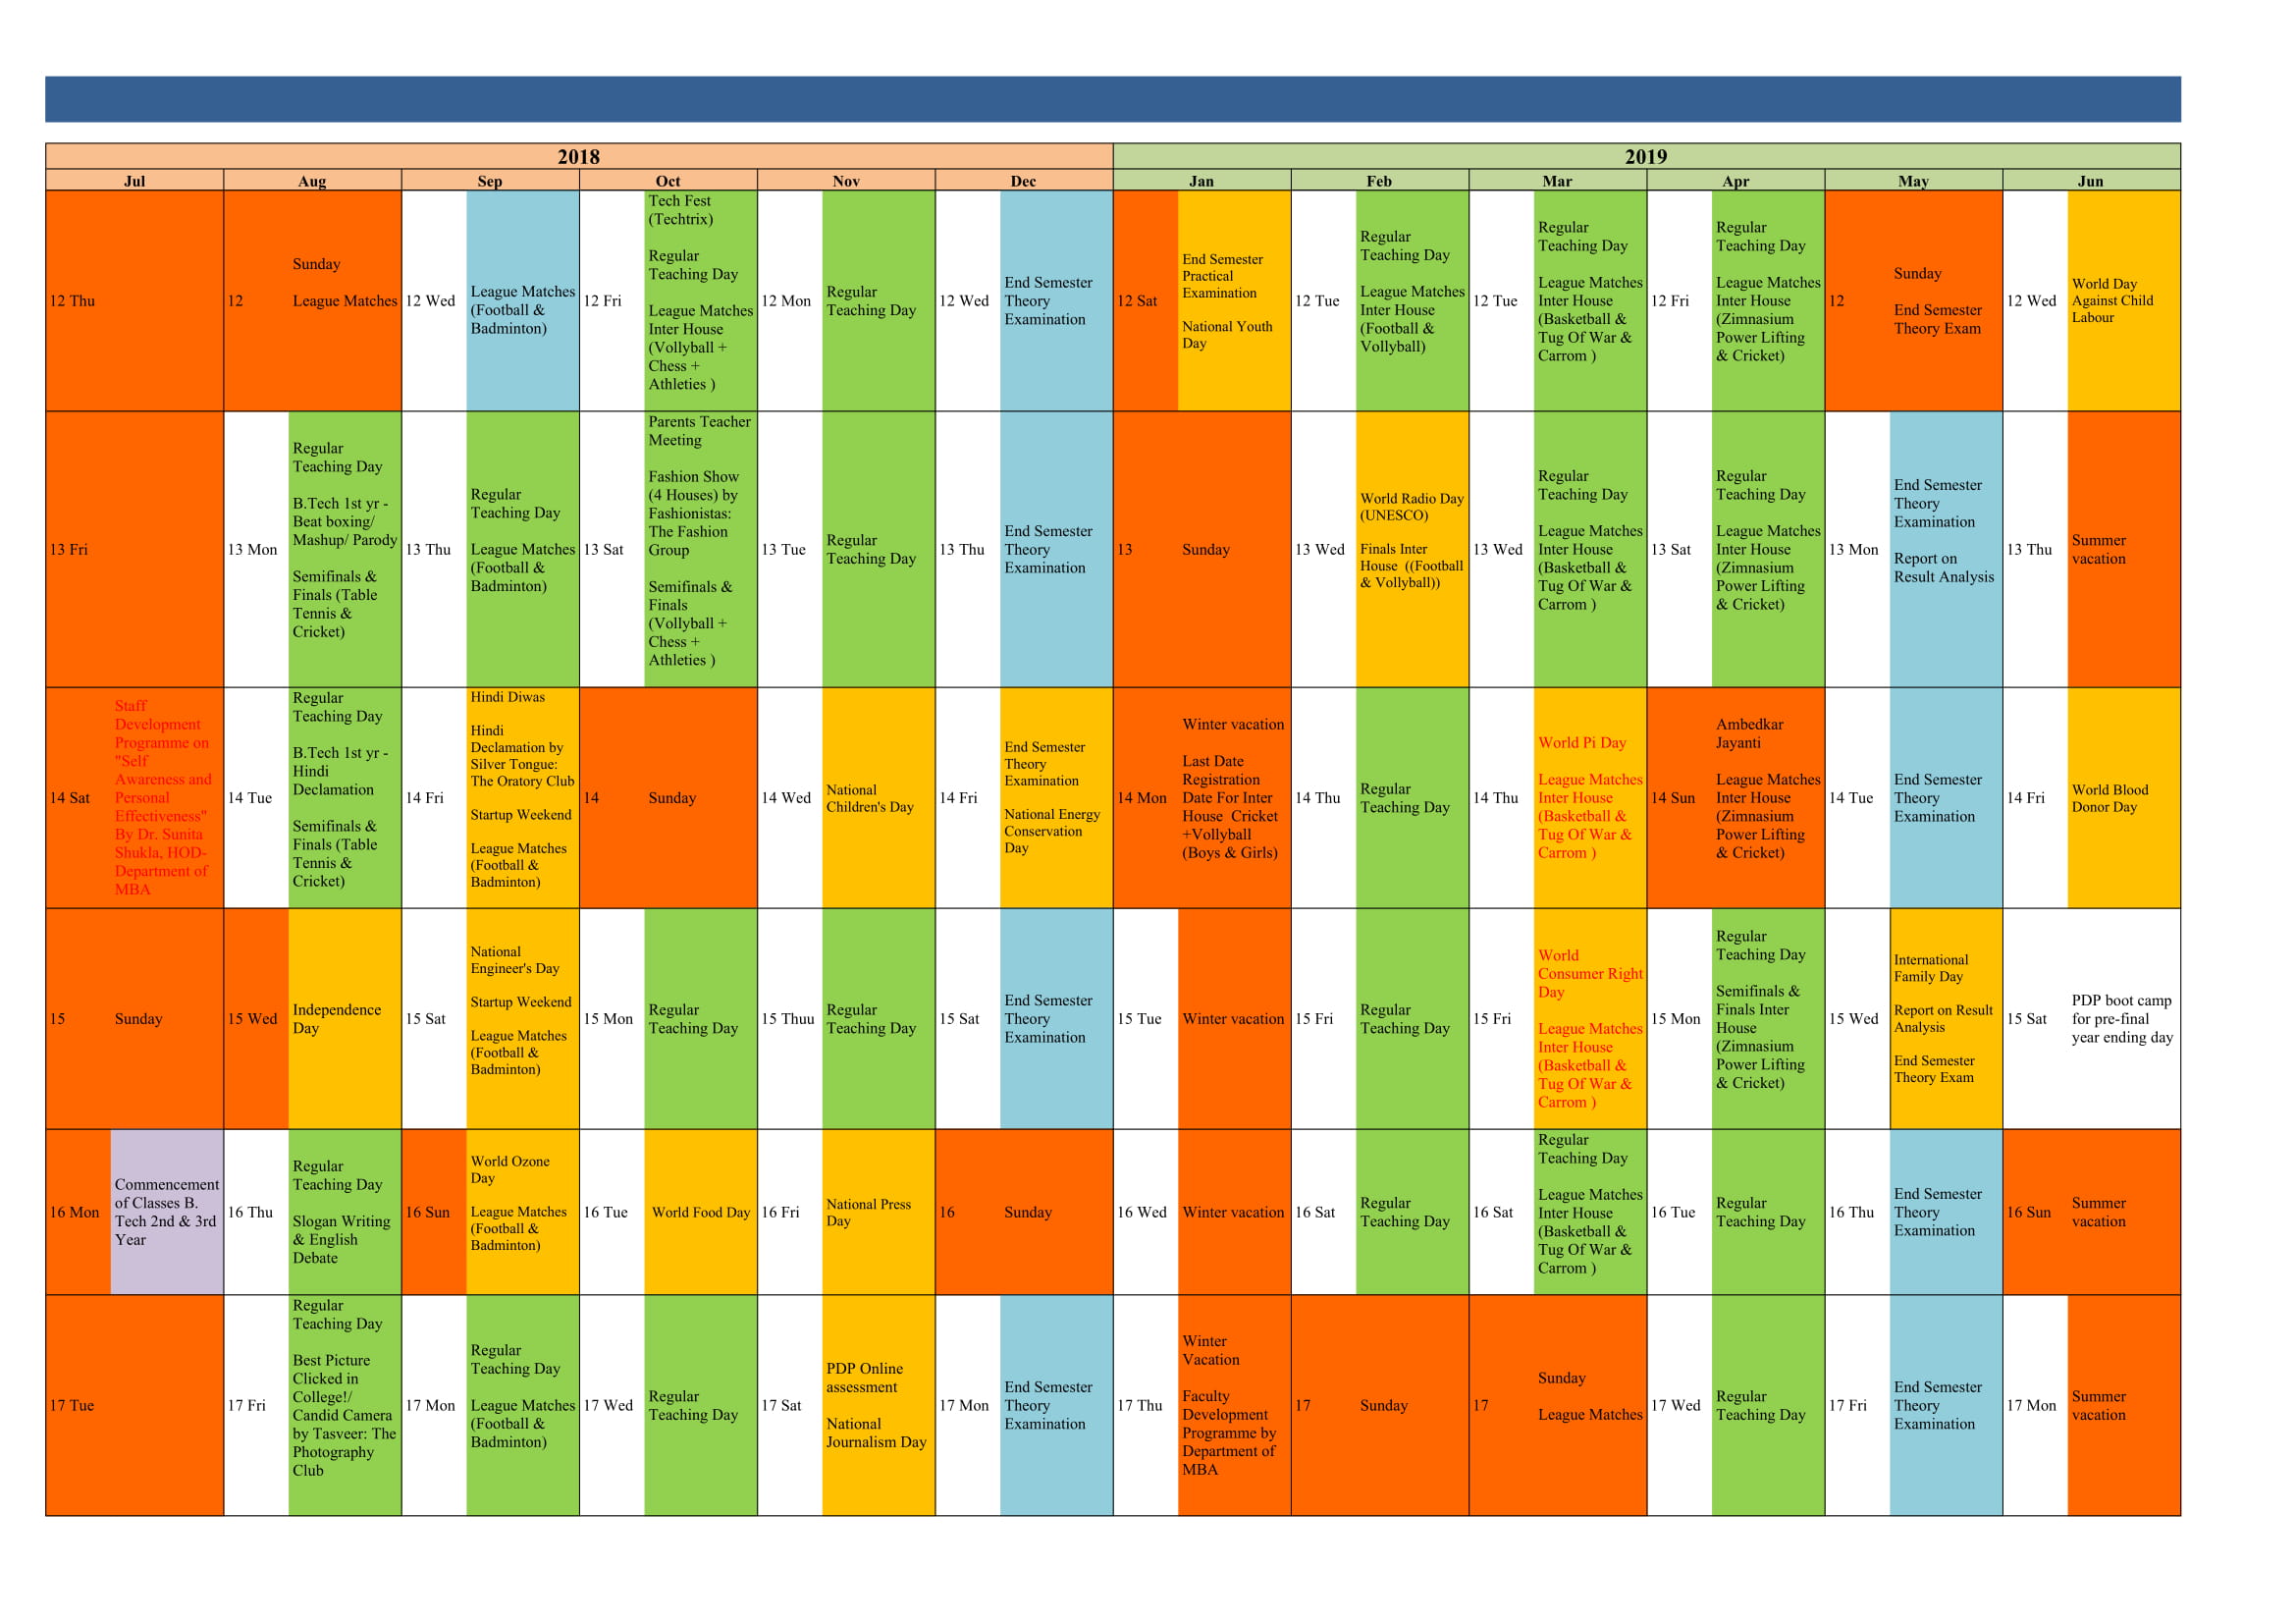 2018
2019
Jul
Aug
Sep
Oct
Nov
Dec
Jan
Feb
Mar
Apr
May
Jun
12 Thu
12
Sunday
League Matches
12 Wed
League Matches
(Football &
Badminton)
12 Fri
Tech Fest
(Techtrix)
Regular
Teaching Day
League Matches
Inter House
(Vollyball +
Chess +
Athleties )
12 Mon
Regular
Teaching Day
12 Wed
End Semester
Theory
Examination
12 Sat
End Semester
Practical
Examination
National Youth
Day
12 Tue
Regular
Teaching Day
League Matches
Inter House
(Football &
Vollyball)
12 Tue
Regular
Teaching Day
League Matches
Inter House
(Basketball &
Tug Of War &
Carrom )
12 Fri
Regular
Teaching Day
League Matches
Inter House
(Zimnasium
Power Lifting
& Cricket)
12
Sunday
End Semester
Theory Exam
12 Wed
World Day
Against Child
Labour
13 Fri
13 Mon
Regular
Teaching Day
B.Tech 1st yr -
Beat boxing/
Mashup/ Parody
Semifinals &
Finals (Table
Tennis &
Cricket)
13 Thu
Regular
Teaching Day
League Matches
(Football &
Badminton)
13 Sat
Parents Teacher
Meeting
Fashion Show
(4 Houses) by
Fashionistas:
The Fashion
Group
Semifinals &
Finals
(Vollyball +
Chess +
Athleties )
13 Tue
Regular
Teaching Day
13 Thu
End Semester
Theory
Examination
13
Sunday
13 Wed
World Radio Day
(UNESCO)
Finals Inter
House ((Football
& Vollyball))
13 Wed
Regular
Teaching Day
League Matches
Inter House
(Basketball &
Tug Of War &
Carrom )
13 Sat
Regular
Teaching Day
League Matches
Inter House
(Zimnasium
Power Lifting
& Cricket)
13 Mon
End Semester
Theory
Examination
Report on
Result Analysis
13 Thu
Summer
vacation
14 Sat
Staff
Development
Programme on
"Self
Awareness and
Personal
Effectiveness"
By Dr. Sunita
Shukla, HOD-
Department of
MBA
14 Tue
Regular
Teaching Day
B.Tech 1st yr -
Hindi
Declamation
Semifinals &
Finals (Table
Tennis &
Cricket)
14 Fri
Hindi Diwas
Hindi
Declamation by
Silver Tongue:
The Oratory Club
Startup Weekend
League Matches
(Football &
Badminton)
14
Sunday
14 Wed
National
Children's Day
14 Fri
End Semester
Theory
Examination
National Energy
Conservation
Day
14 Mon
Winter vacation
Last Date
Registration
Date For Inter
House Cricket
+Vollyball
(Boys & Girls)
14 Thu
Regular
Teaching Day
14 Thu
World Pi Day
League Matches
Inter House
(Basketball &
Tug Of War &
Carrom )
14 Sun
Ambedkar
Jayanti
League Matches
Inter House
(Zimnasium
Power Lifting
& Cricket)
14 Tue
End Semester
Theory
Examination
14 Fri
World Blood
Donor Day
15
Sunday
15 Wed
Independence
Day
15 Sat
National
Engineer's Day
Startup Weekend
League Matches
(Football &
Badminton)
15 Mon
Regular
Teaching Day
15 Thuu
Regular
Teaching Day
15 Sat
End Semester
Theory
Examination
15 Tue
Winter vacation
15 Fri
Regular
Teaching Day
15 Fri
World
Consumer Right
Day
League Matches
Inter House
(Basketball &
Tug Of War &
Carrom )
15 Mon
Regular
Teaching Day
Semifinals &
Finals Inter
House
(Zimnasium
Power Lifting
& Cricket)
15 Wed
International
Family Day
Report on Result
Analysis
End Semester
Theory Exam
15 Sat
PDP boot camp
for pre-final
year ending day
16 Mon
Commencement
of Classes B.
Tech 2nd & 3rd
Year
16 Thu
Regular
Teaching Day
Slogan Writing
& English
Debate
16 Sun
World Ozone
Day
League Matches
(Football &
Badminton)
16 Tue
World Food Day
16 Fri
National Press
Day
16
Sunday
16 Wed
Winter vacation
16 Sat
Regular
Teaching Day
16 Sat
Regular
Teaching Day
League Matches
Inter House
(Basketball &
Tug Of War &
Carrom )
16 Tue
Regular
Teaching Day
16 Thu
End Semester
Theory
Examination
16 Sun
Summer
vacation
17 Tue
17 Fri
Regular
Teaching Day
Best Picture
Clicked in
College!/
Candid Camera
by Tasveer: The
Photography
Club
17 Mon
Regular
Teaching Day
League Matches
(Football &
Badminton)
17 Wed
Regular
Teaching Day
17 Sat
PDP Online
assessment
National
Journalism Day
17 Mon
End Semester
Theory
Examination
17 Thu
Winter
Vacation
Faculty
Development
Programme by
Department of
MBA
17
Sunday
17
Sunday
League Matches
17 Wed
Regular
Teaching Day
17 Fri
End Semester
Theory
Examination
17 Mon
Summer
vacation